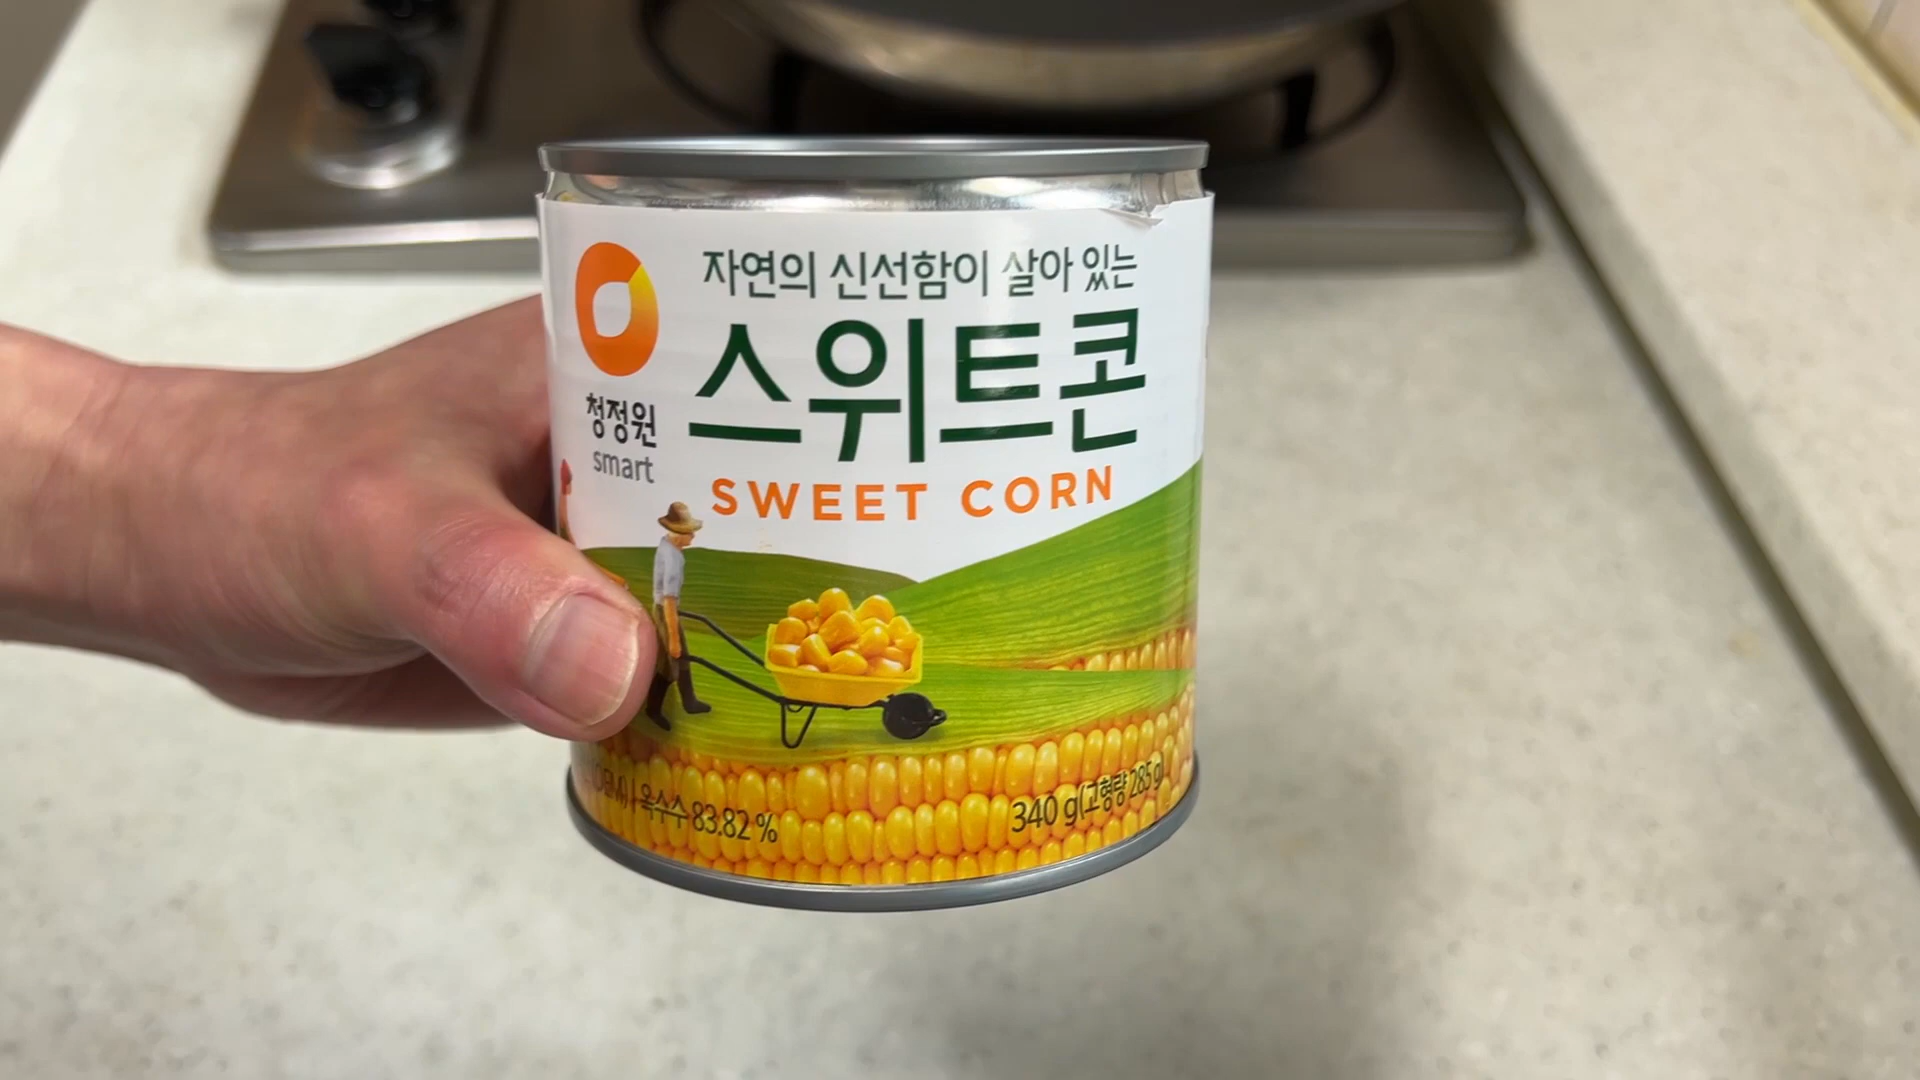 자연의 신선함이 살아 있는
스위트콘
SWEET CORN
청정원
smart
(OEM) | 옥수수 83.82 %
340 g(고형량 285 g)